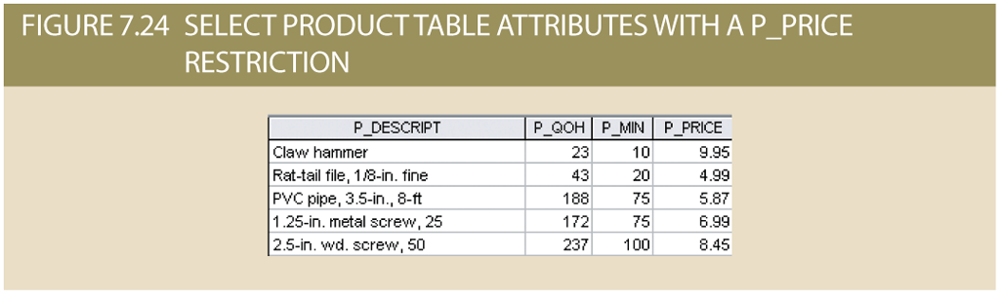 FIGURE 7.24 SELECT PRODUCT TABLE ATTRIBUTES WITH A P_PRICE
RESTRICTION
P_DESCRIPT P_QOH P_MIN P_PRICE
Claw hammer 23 10 9.95
Rat-tail file, 1/8-in. fine 43 20 4.99
PVC pipe, 3.5-in., 8-ft 188 75 5.87
1.25-in. metal screw, 25 172 75 6.99
2.5-in. wd. screw, 50 237 100 8.45